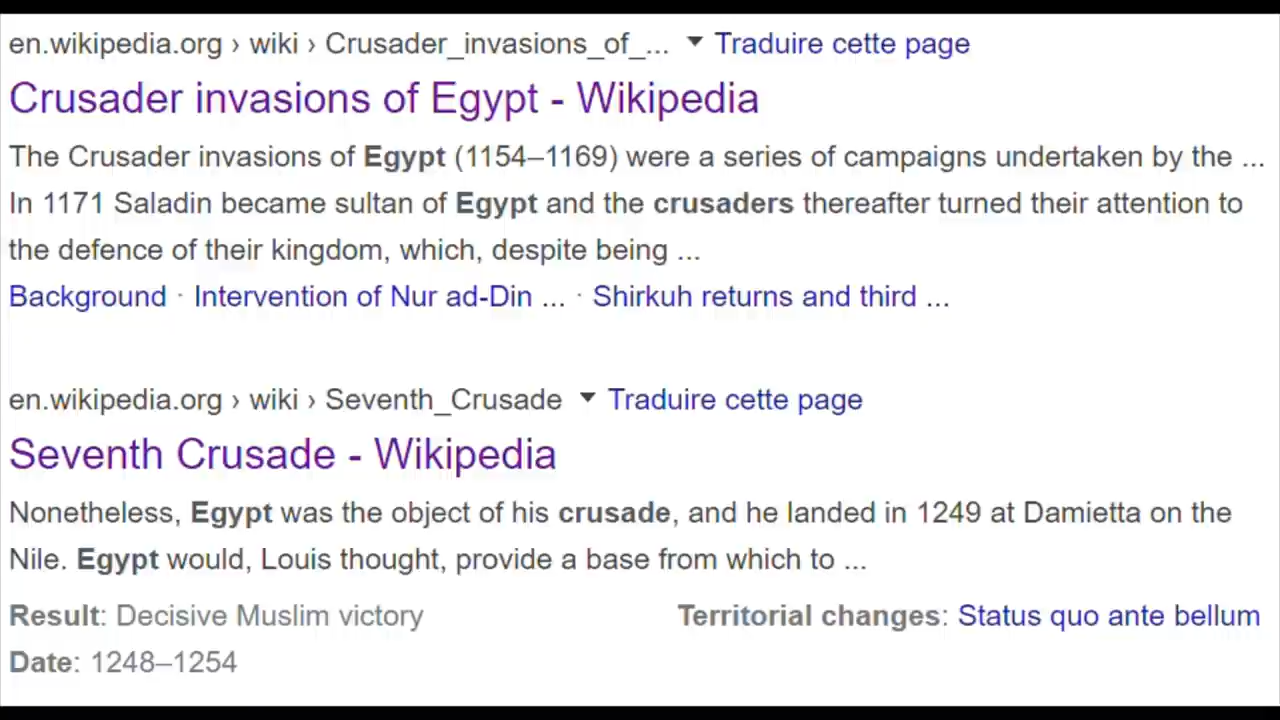 en.wikipedia.org › wiki › Crusader_invasions_of_... ▼ Traduire cette page
Crusader invasions of Egypt - Wikipedia
The Crusader invasions of Egypt (1154–1169) were a series of campaigns undertaken by the ...
In 1171 Saladin became sultan of Egypt and the crusaders thereafter turned their attention to
the defence of their kingdom, which, despite being ...
Background · Intervention of Nur ad-Din ... · Shirkuh returns and third ...
en.wikipedia.org › wiki › Seventh_Crusade ▼ Traduire cette page
Seventh Crusade - Wikipedia
Nonetheless, Egypt was the object of his crusade, and he landed in 1249 at Damietta on the
Nile. Egypt would, Louis thought, provide a base from which to ...
Result: Decisive Muslim victory Territorial changes: Status quo ante bellum
Date: 1248–1254